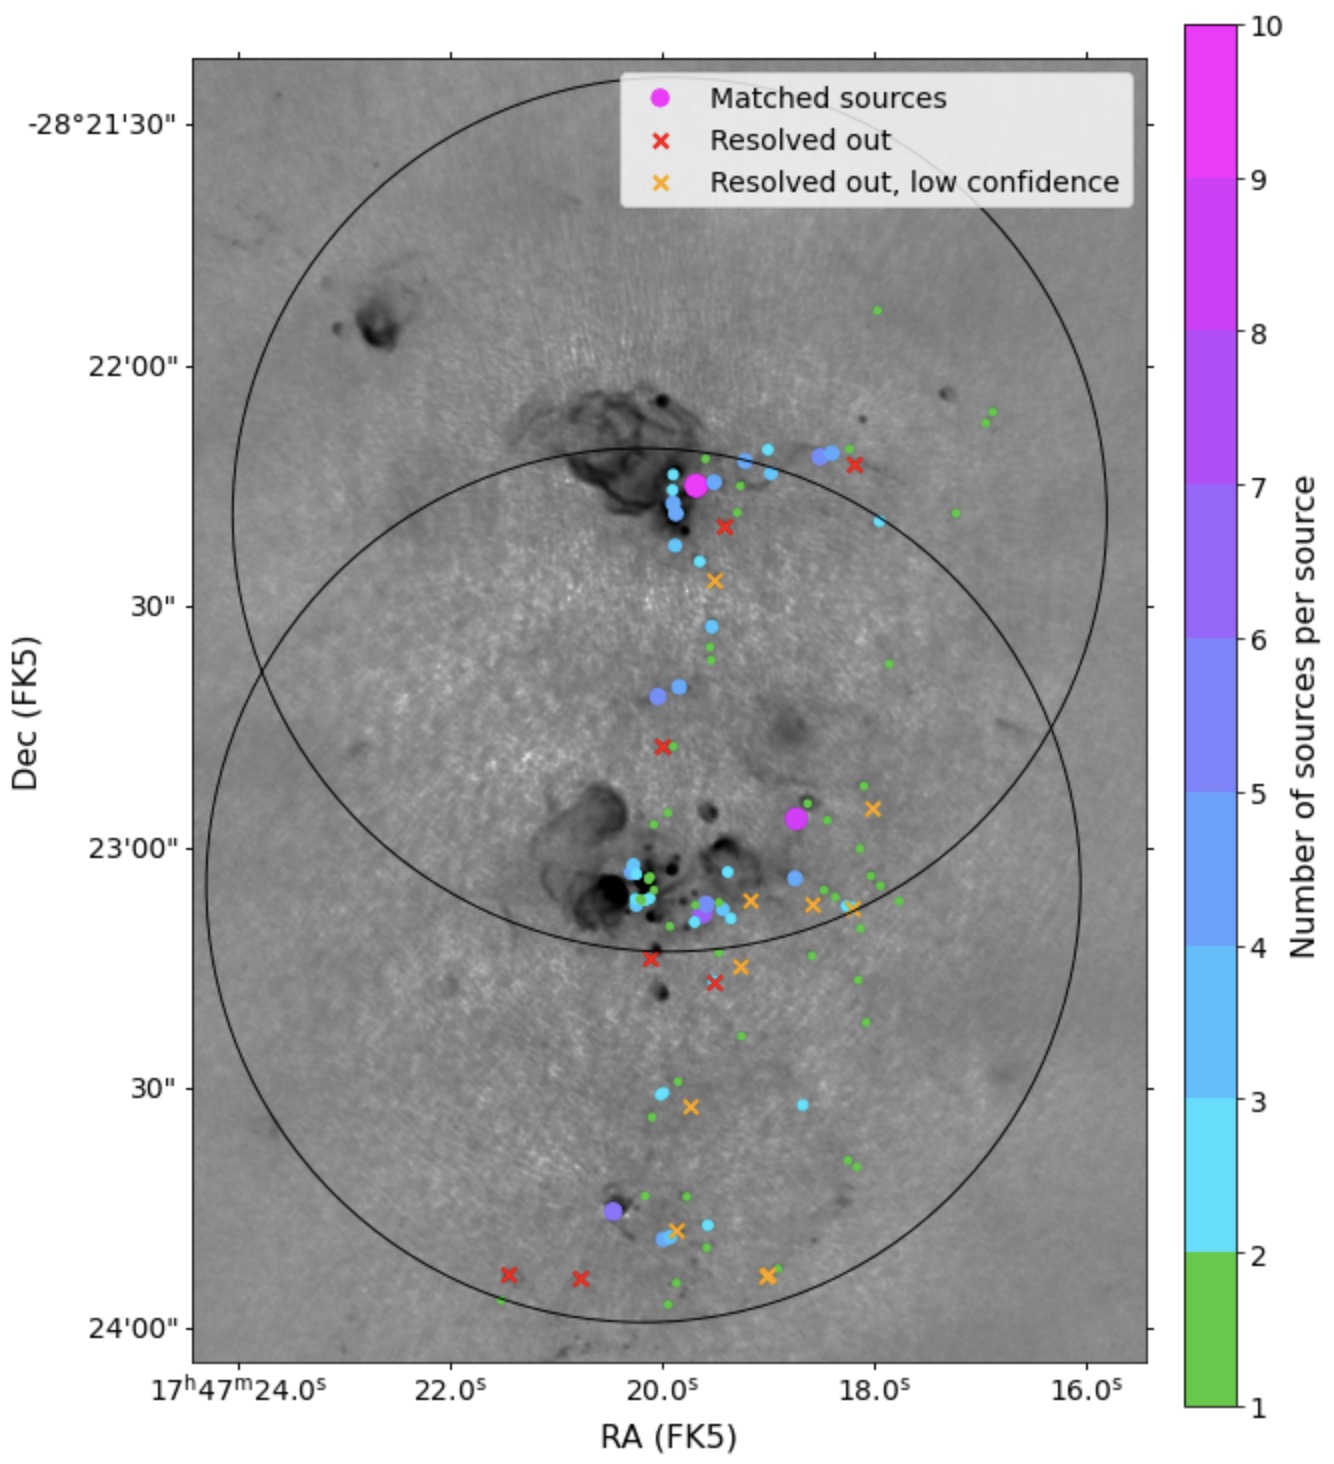 Matched sources
Resolved out
Resolved out, low confidence
-28°21'30"
22'00"
30"
23'00"
30"
24'00"
Dec (FK5)
17ʰ47ᵐ24.0ˢ 22.0ˢ 20.0ˢ 18.0ˢ 16.0ˢ
RA (FK5)
10
9
8
7
6
5
4
3
2
1
Number of sources per source